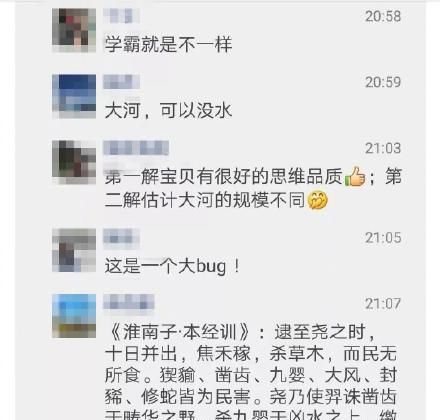 20:58
学霸就是不一样
20:59
大河，可以没水
21:03
第一解宝贝有很好的思维品质👍；第
二解估计大河的规模不同🤭
21:05
这是一个大bug！
21:07
《淮南子·本经训》：逮至尧之时，
十日并出，焦禾稼，杀草木，而民无
所食。猰貐、凿齿、九婴、大风、封
豨、修蛇皆为民害。尧乃使羿诛凿齿
于畴华之野，杀九婴于凶水之上，缴